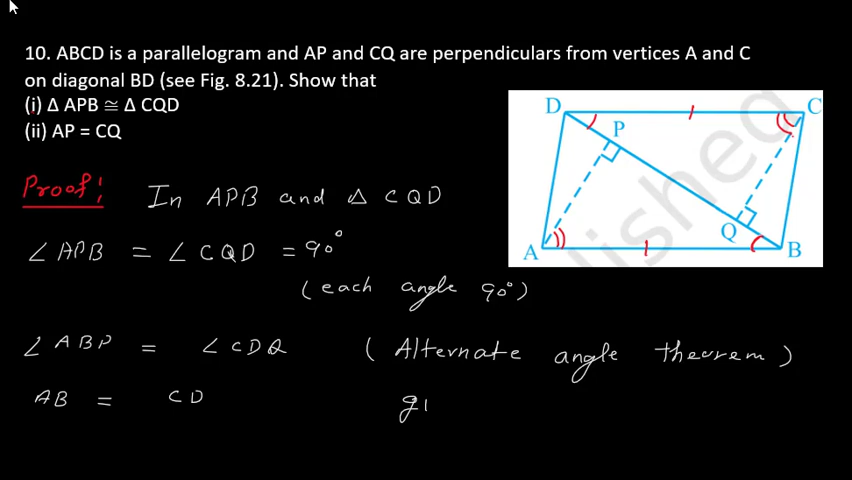 10. ABCD is a parallelogram and AP and CQ are perpendiculars from vertices A and C
on diagonal BD (see Fig. 8.21). Show that
(i) Δ APB ≅ Δ CQD
(ii) AP = CQ
D
C
P
Q
A
B
lished
Proof!
In APB and Δ CQD
∠ APB = ∠ CQD = 90°
(each angle 90°)
∠ ABP = ∠ CDQ (Alternate angle theorem)
AB = CD